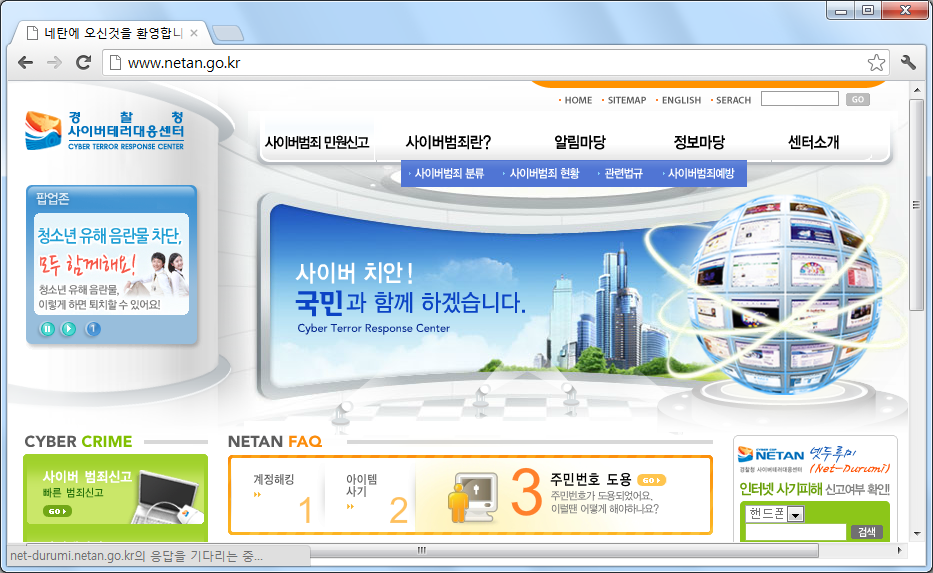 네탄에 오신것을 환영합니
www.netan.go.kr
HOME
SITEMAP
ENGLISH
SERACH
GO
경 찰 청
사이버테러대응센터
CYBER TERROR RESPONSE CENTER
사이버범죄 민원신고
사이버범죄란?
알림마당
정보마당
센터소개
사이버범죄 분류
사이버범죄 현황
관련법규
사이버범죄예방
팝업존
청소년 유해 음란물 차단,
모두 함께해요!
청소년 유해 음란물,
이렇게 하면 퇴치할 수 있어요!
1
사이버 치안!
국민과 함께 하겠습니다.
Cyber Terror Response Center
CYBER CRIME
사이버 범죄신고
빠른 범죄신고
GO
NETAN FAQ
계정해킹
1
아이템
사기
2
3
주민번호 도용
GO
주민번호가 도용되었어요,
이럴땐 어떻게 해야하나요?
NETAN
경찰청 사이버테러대응센터
넷두루미
(Net-Durumi)
인터넷 사기피해 신고여부 확인!
핸드폰
검색
net-durumi.netan.go.kr의 응답을 기다리는 중...